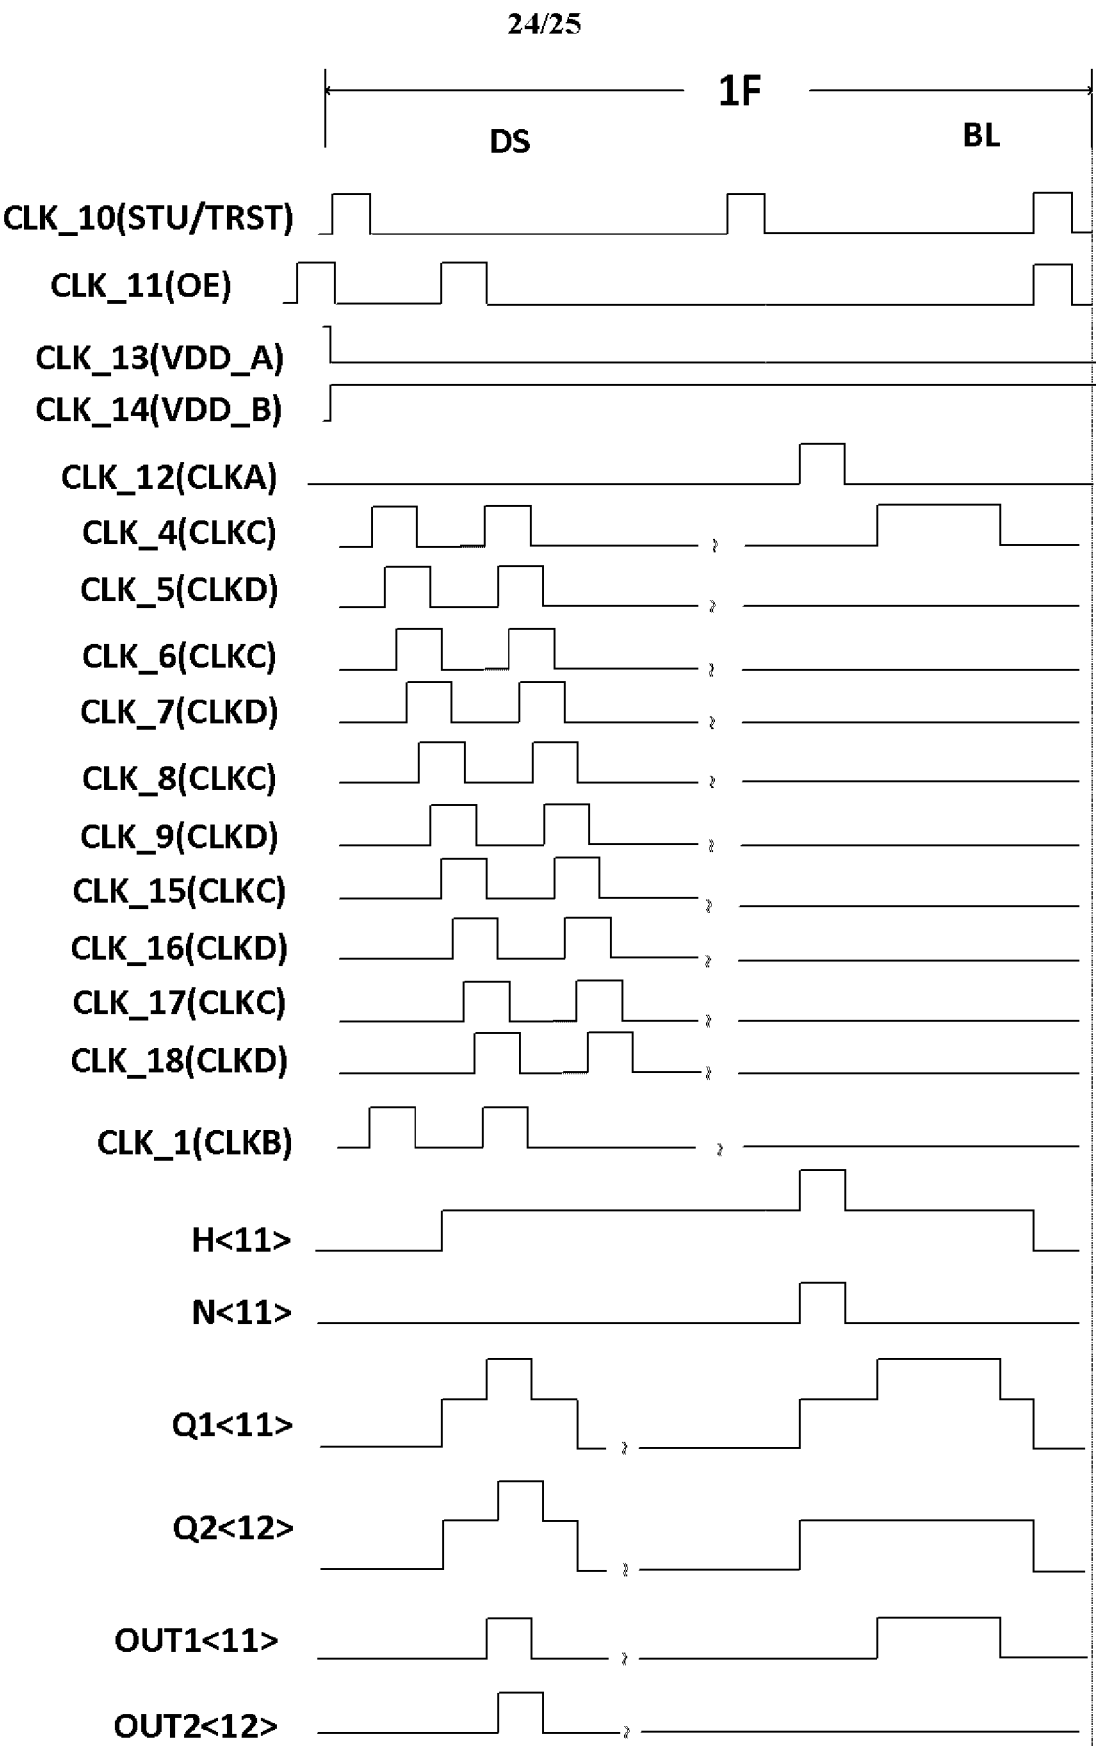 24/25
1F
DS
BL
CLK_10(STU/TRST)
CLK_11(OE)
CLK_13(VDD_A)
CLK_14(VDD_B)
CLK_12(CLKA)
CLK_4(CLKC)
CLK_5(CLKD)
CLK_6(CLKC)
CLK_7(CLKD)
CLK_8(CLKC)
CLK_9(CLKD)
CLK_15(CLKC)
CLK_16(CLKD)
CLK_17(CLKC)
CLK_18(CLKD)
CLK_1(CLKB)
H<11>
N<11>
Q1<11>
Q2<12>
OUT1<11>
OUT2<12>